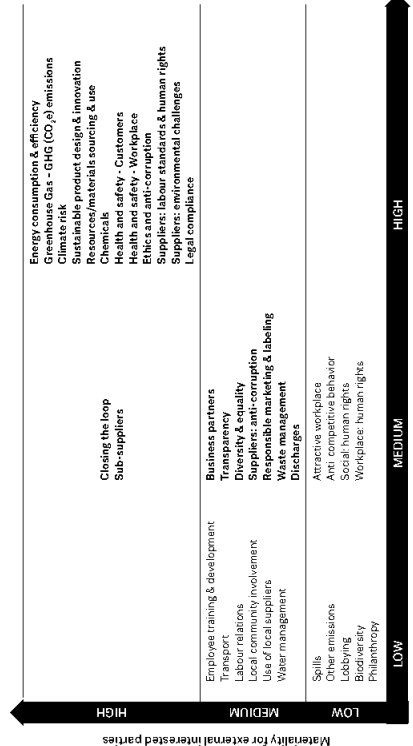 Materiality for external interested parties
HIGH
Closing the loop
Sub-suppliers
Energy consumption & efficiency
Greenhouse Gas – GHG (CO₂e) emissions
Climate risk
Sustainable product design & innovation
Resources/materials sourcing & use
Chemicals
Health and safety - Customers
Health and safety - Workplace
Ethics and anti-corruption
Suppliers: labour standards & human rights
Suppliers: environmental challenges
Legal compliance
MEDIUM
Employee training & development
Transport
Labour relations
Local community involvement
Use of local suppliers
Water management
Business partners
Transparency
Diversity & equality
Suppliers: anti-corruption
Responsible marketing & labeling
Waste management
Discharges
LOW
Spills
Other emissions
Lobbying
Biodiversity
Philanthropy
Attractive workplace
Anti competitive behavior
Social: human rights
Workplace: human rights
LOW
MEDIUM
HIGH